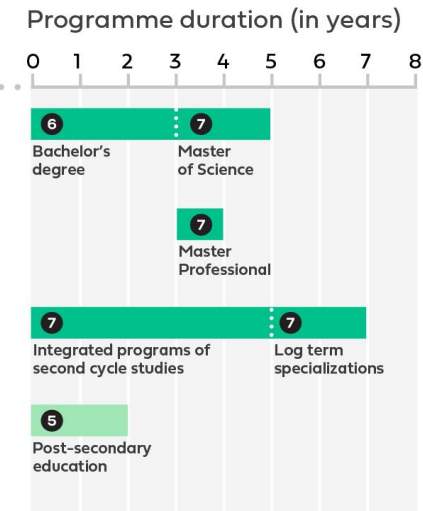 Programme duration (in years)
0 1 2 3 4 5 6 7 8
6 7
Bachelor's Master
degree of Science
7
Master
Professional
7 7
Integrated programs of Log term
second cycle studies specializations
5
Post-secondary
education